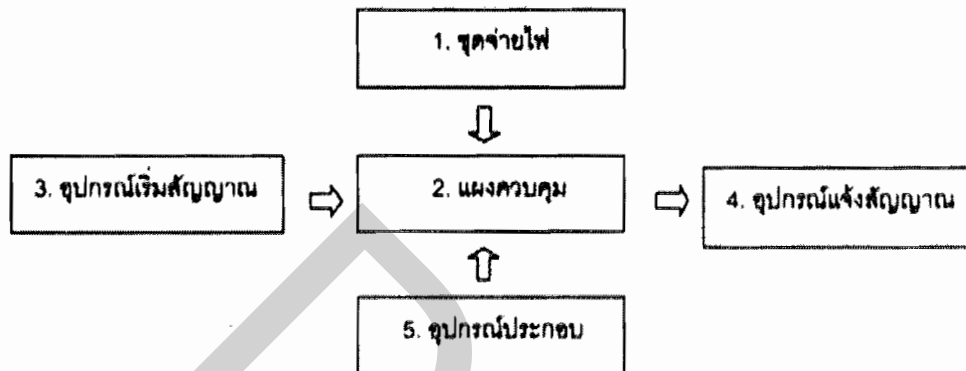 1. ชุดจ่ายไฟ
3. อุปกรณ์เริ่มสัญญาณ
2. แผงควบคุม
4. อุปกรณ์แจ้งสัญญาณ
5. อุปกรณ์ประกอบ